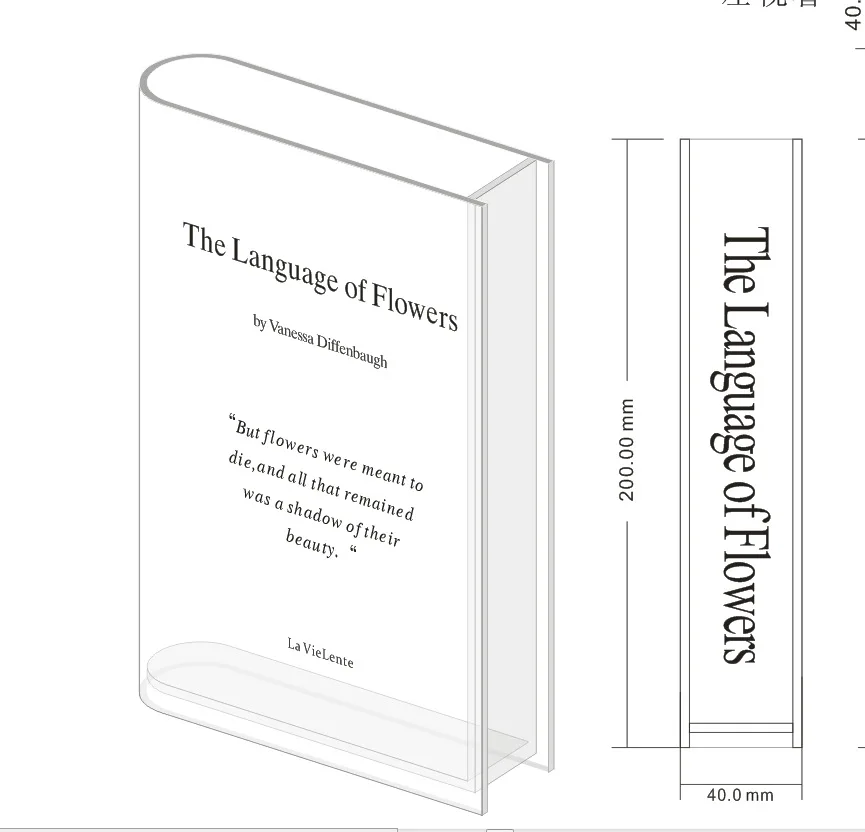 40.
The Language of Flowers
by Vanessa Diffenbaugh
“But flowers were meant to
die,and all that remained
was a shadow of their
beauty. “
La VieLente
200.00 mm
The Language of Flowers
40.0 mm